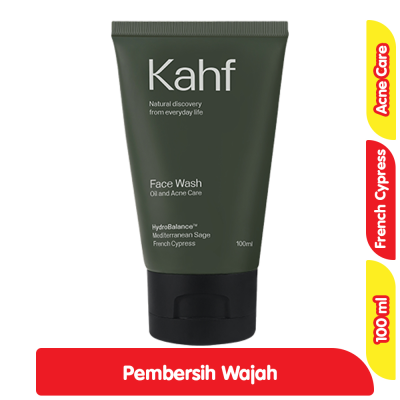 Kahf
Natural discovery
from everyday life
Face Wash
Oil and Acne Care
HydroBalance™
Mediterranean Sage
French Cypress
100ml
Acne Care
French Cypress
100 ml
Pembersih Wajah